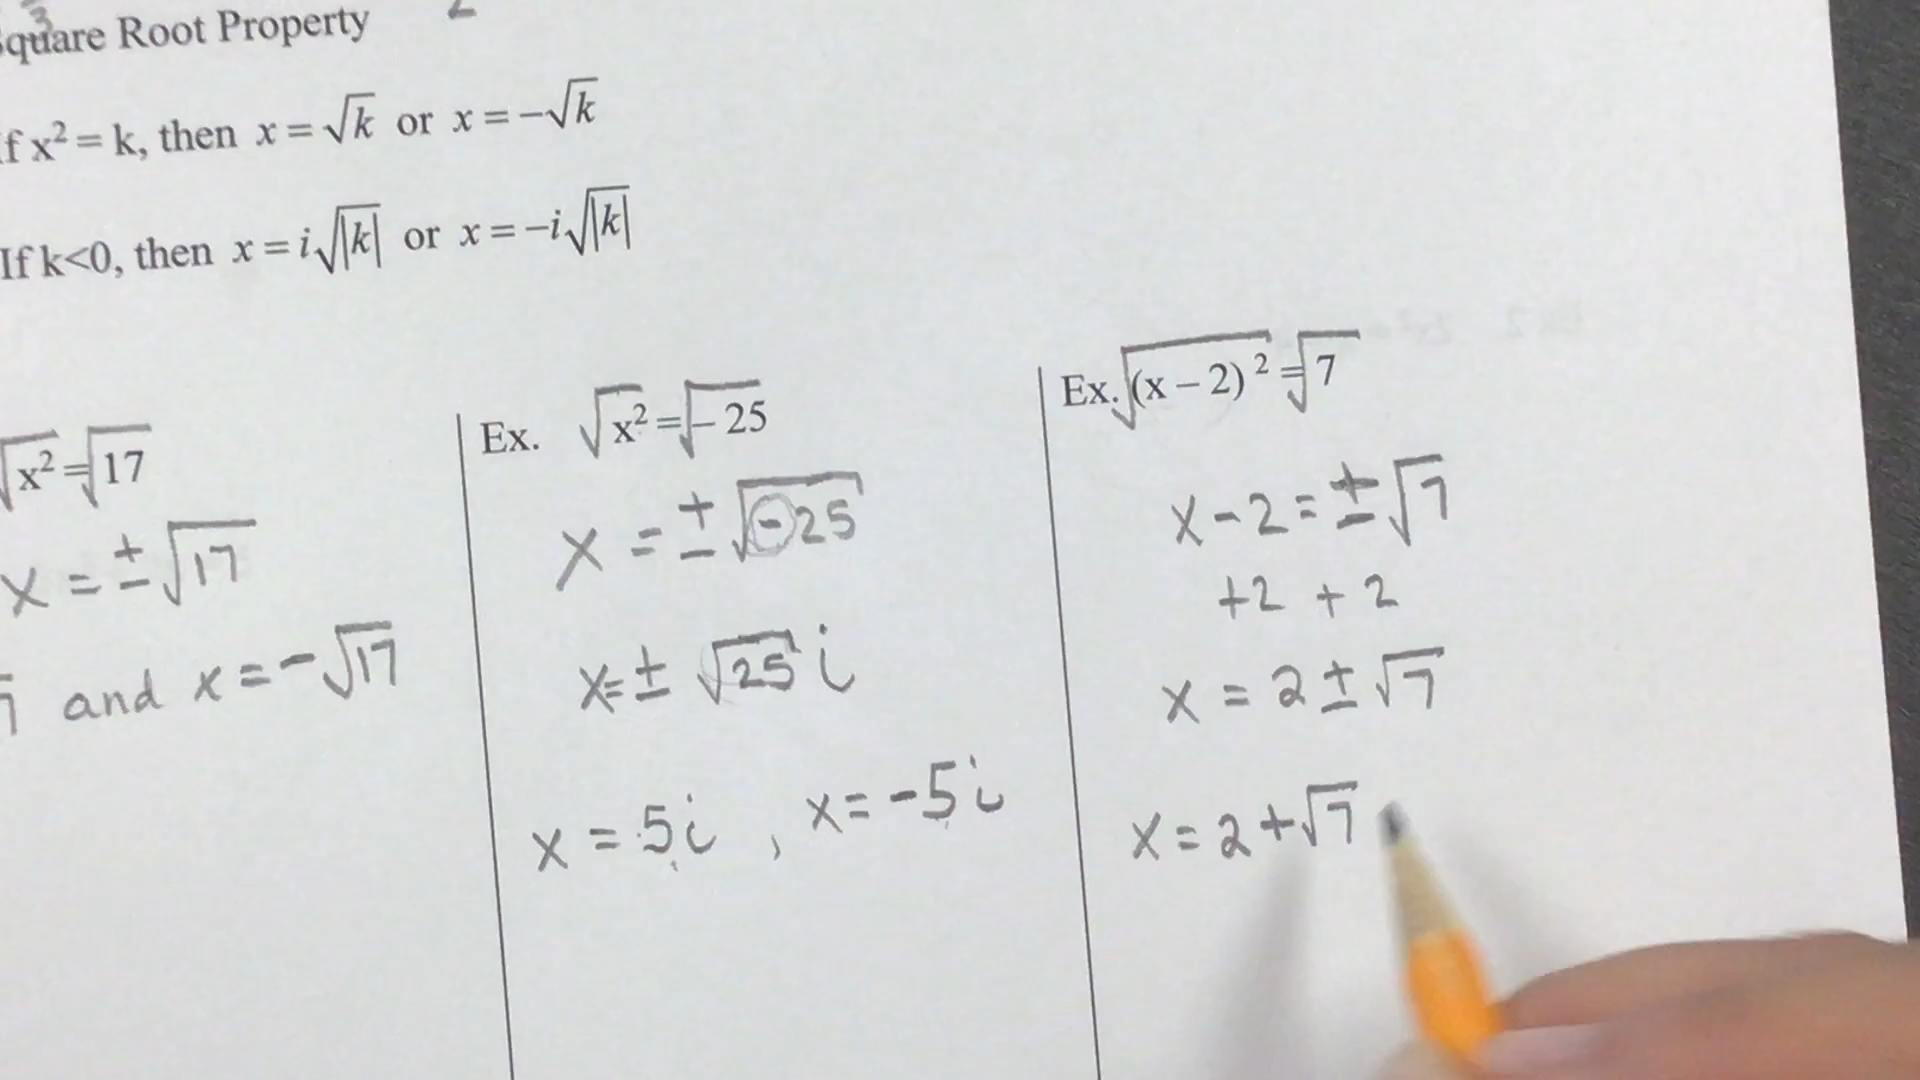 quare Root Property
If x² = k, then x = √k or x = −√k
If k<0, then x = i√|k| or x = −i√|k|
√x² = √17
x = ±√17
and x = −√17
Ex. √x² = √−25
x = ±√−25
x = ± √25 i
x = 5i , x = −5i
Ex. √(x − 2)² = √7
x − 2 = ±√7
+2 + 2
x = 2 ± √7
x = 2 + √7